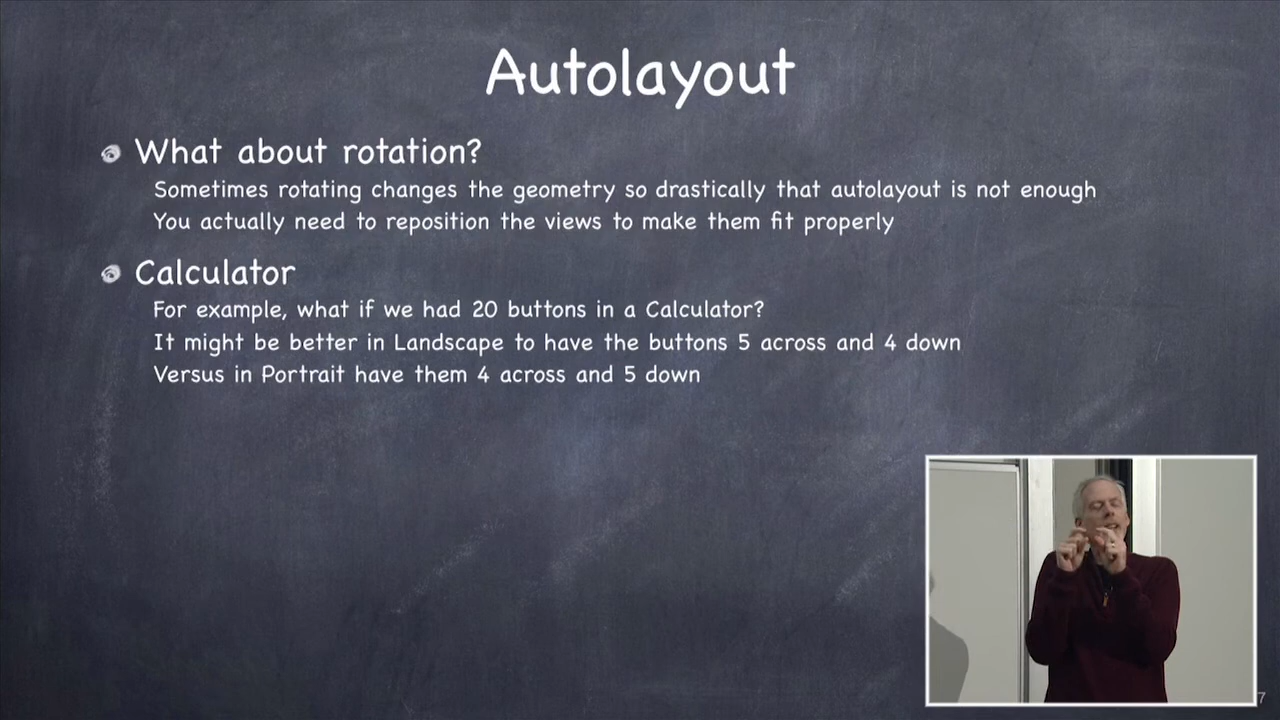 Autolayout
What about rotation?
Sometimes rotating changes the geometry so drastically that autolayout is not enough
You actually need to reposition the views to make them fit properly
Calculator
For example, what if we had 20 buttons in a Calculator?
It might be better in Landscape to have the buttons 5 across and 4 down
Versus in Portrait have them 4 across and 5 down
7